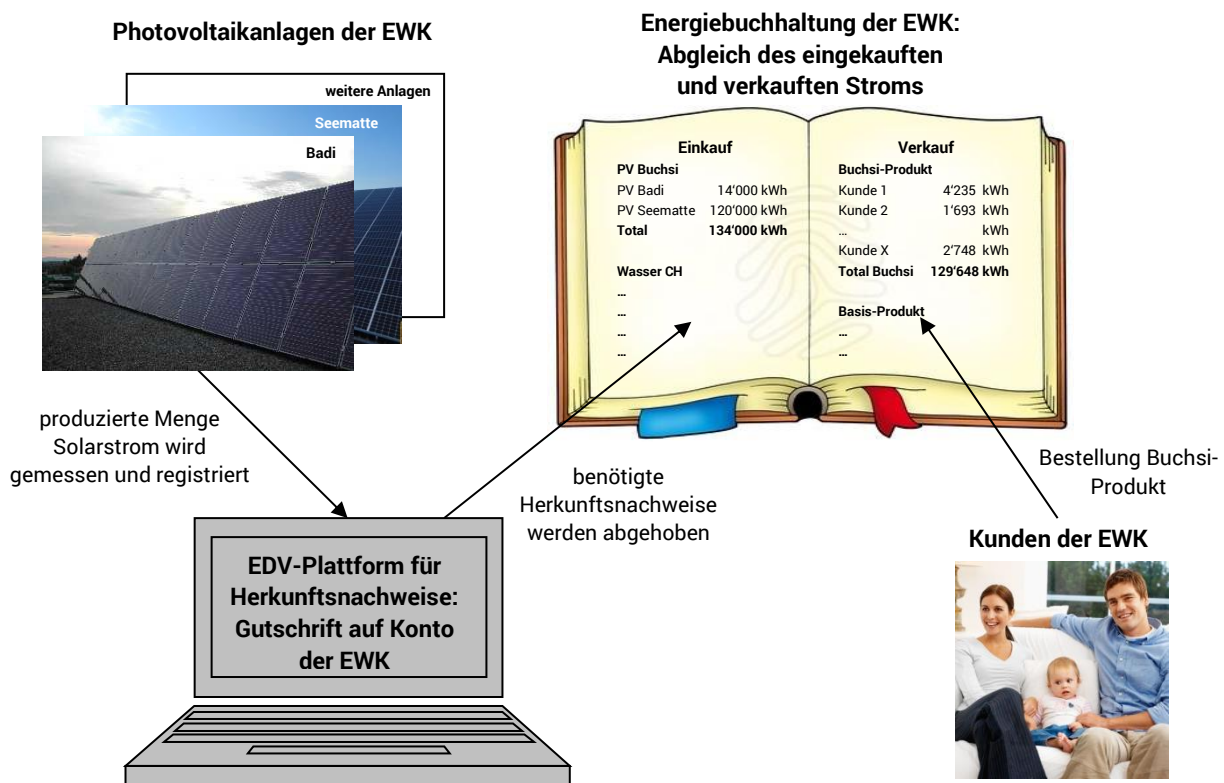 Photovoltaikanlagen der EWK
weitere Anlagen
Seematte
Badi
produzierte Menge
Solarstrom wird
gemessen und registriert
EDV-Plattform für
Herkunftsnachweise:
Gutschrift auf Konto
der EWK
benötigte
Herkunftsnachweise
werden abgehoben
Energiebuchhaltung der EWK:
Abgleich des eingekauften
und verkauften Stroms
Einkauf
PV Buchsi
PV Badi 14‘000 kWh
PV Seematte 120‘000 kWh
Total 134‘000 kWh
Wasser CH
...
...
...
...
Verkauf
Buchsi-Produkt
Kunde 1 4‘235 kWh
Kunde 2 1‘693 kWh
... kWh
Kunde X 2‘748 kWh
Total Buchsi 129‘648 kWh
Basis-Produkt
...
...
Bestellung Buchsi-
Produkt
Kunden der EWK